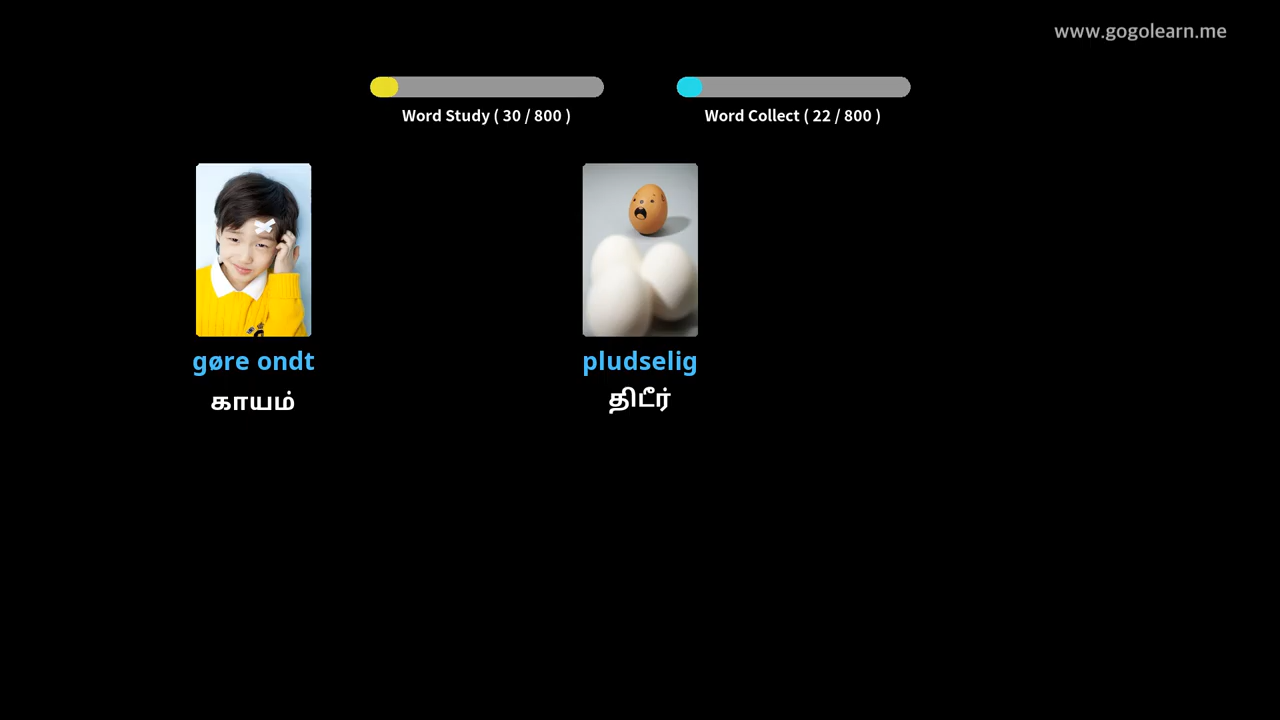 www.gogolearn.me
Word Study ( 30 / 800 )
Word Collect ( 22 / 800 )
gøre ondt
காயம்
pludselig
திடீர்